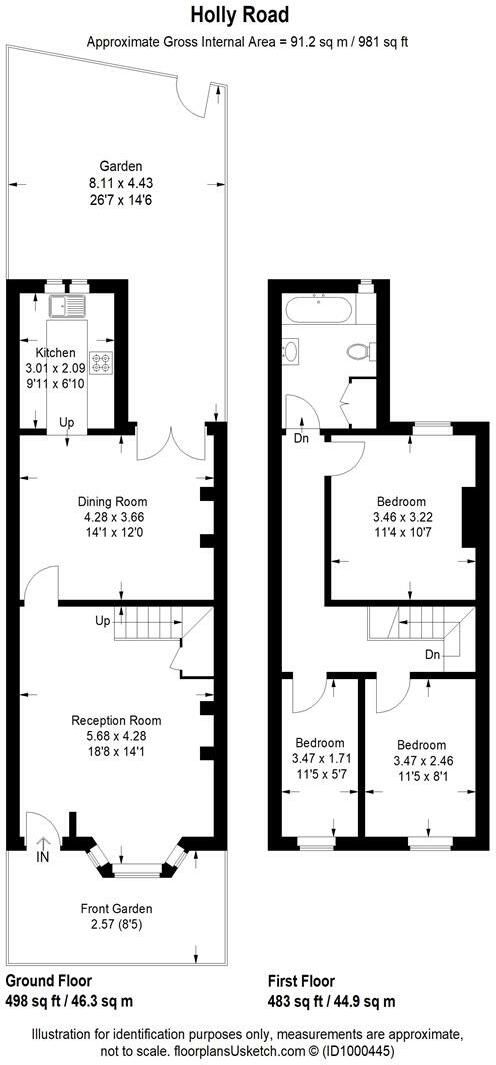 Holly Road
Approximate Gross Internal Area = 91.2 sq m / 981 sq ft
Garden
8.11 x 4.43
26'7 x 14'6
Kitchen
3.01 x 2.09
9'11 x 6'10
Up
Dining Room
4.28 x 3.66
14'1 x 12'0
Up
Reception Room
5.68 x 4.28
18'8 x 14'1
IN
Front Garden
2.57 (8'5)
Dn
Bedroom
3.46 x 3.22
11'4 x 10'7
Dn
Bedroom
3.47 x 1.71
11'5 x 5'7
Bedroom
3.47 x 2.46
11'5 x 8'1
Ground Floor
498 sq ft / 46.3 sq m
First Floor
483 sq ft / 44.9 sq m
Illustration for identification purposes only, measurements are approximate,
not to scale. floorplansUsketch.com © (ID1000445)